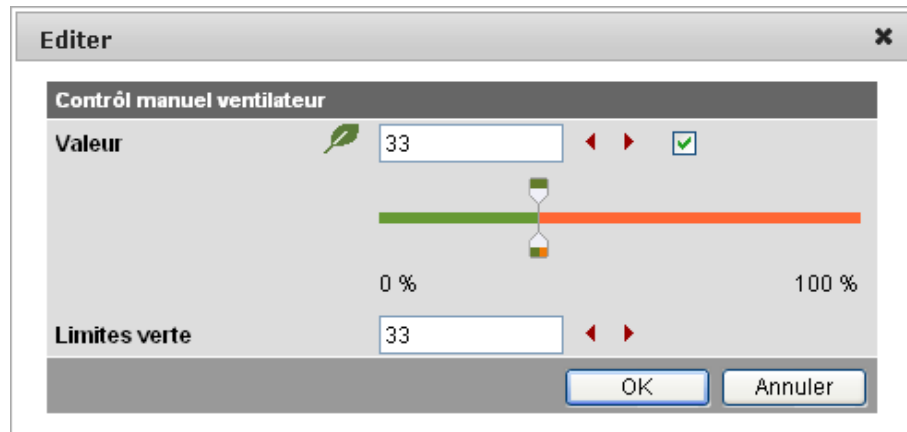 Editer
Contrôl manuel ventilateur
Valeur 33
0 % 100 %
Limites verte 33
OK Annuler